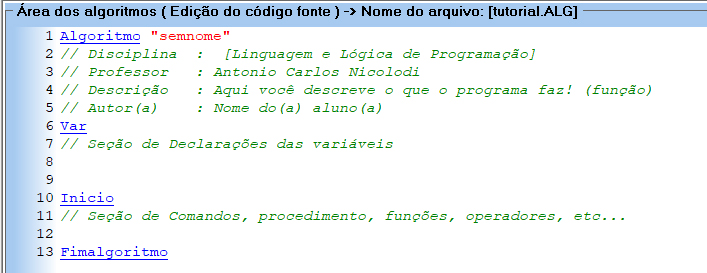 Área dos algoritmos ( Edição do código fonte ) -> Nome do arquivo: [tutorial.ALG]
1 Algoritmo "semnome"
2 // Disciplina  :  [Linguagem e Lógica de Programação]
3 // Professor   : Antonio Carlos Nicolodi
4 // Descrição   : Aqui você descreve o que o programa faz! (função)
5 // Autor(a)    : Nome do(a) aluno(a)
6 Var
7 // Seção de Declarações das variáveis
8
9
10 Inicio
11 // Seção de Comandos, procedimento, funções, operadores, etc...
12
13 Fimalgoritmo